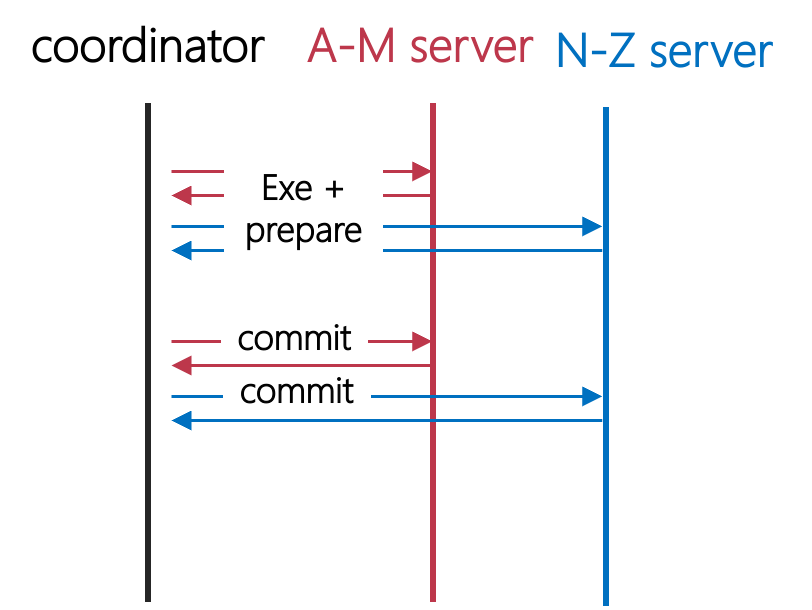 coordinator A-M server N-Z server
Exe +
prepare
commit
commit